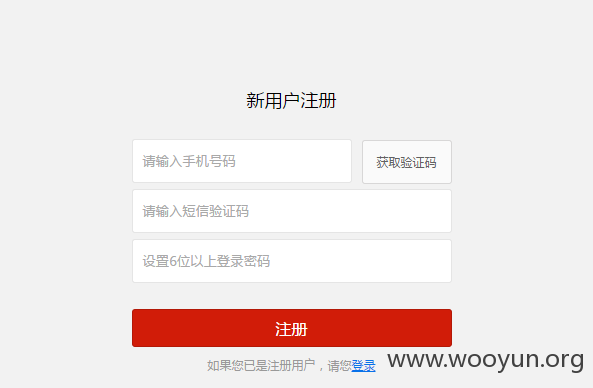 新用户注册
请输入手机号码 获取验证码
请输入短信验证码
设置6位以上登录密码
注册
如果您已是注册用户，请您登录
www.wooyun.org